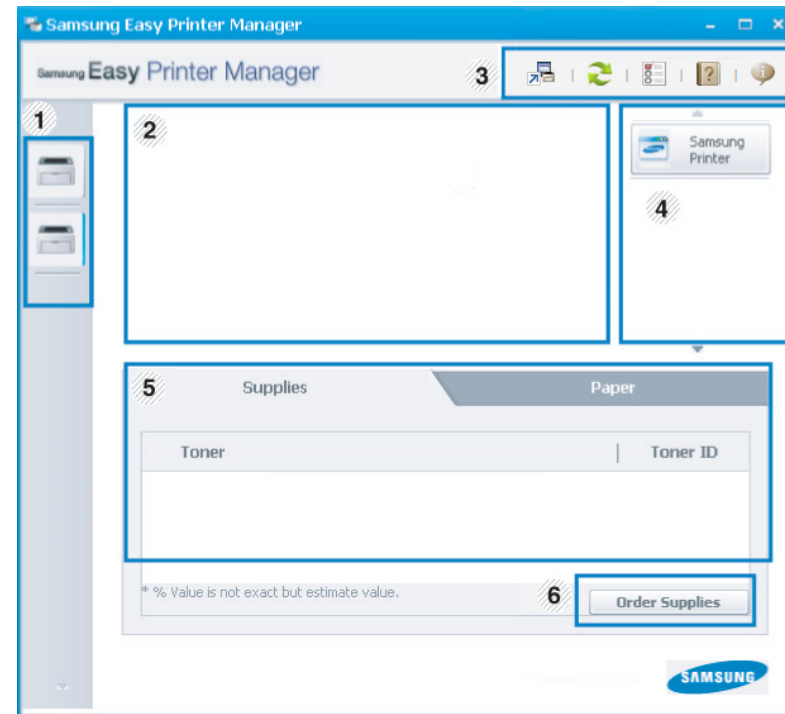 Samsung Easy Printer Manager
Samsung Easy Printer Manager
3
1
2
Samsung
Printer
4
5
Supplies
Paper
Toner
Toner ID
* % Value is not exact but estimate value.
6
Order Supplies
SAMSUNG